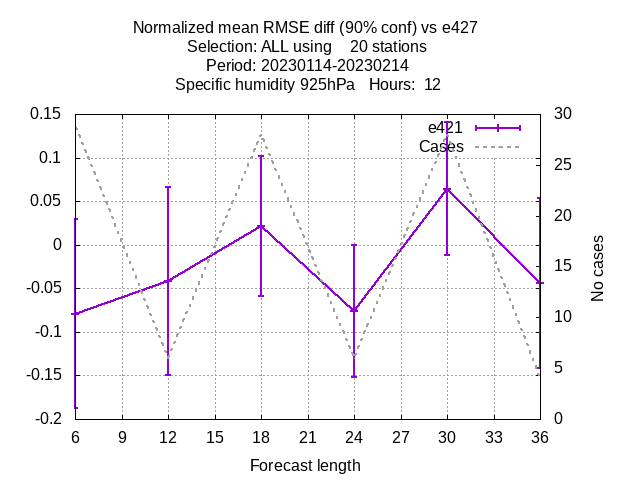 Normalized mean RMSE diff (90% conf) vs e427
Selection: ALL using    20 stations
Period: 20230114-20230214
Specific humidity 925hPa   Hours:  12
0.15
0.1
0.05
0
-0.05
-0.1
-0.15
-0.2
30
25
20
15
10
5
0
e421
Cases
No cases
6 9 12 15 18 21 24 27 30 33 36
Forecast length